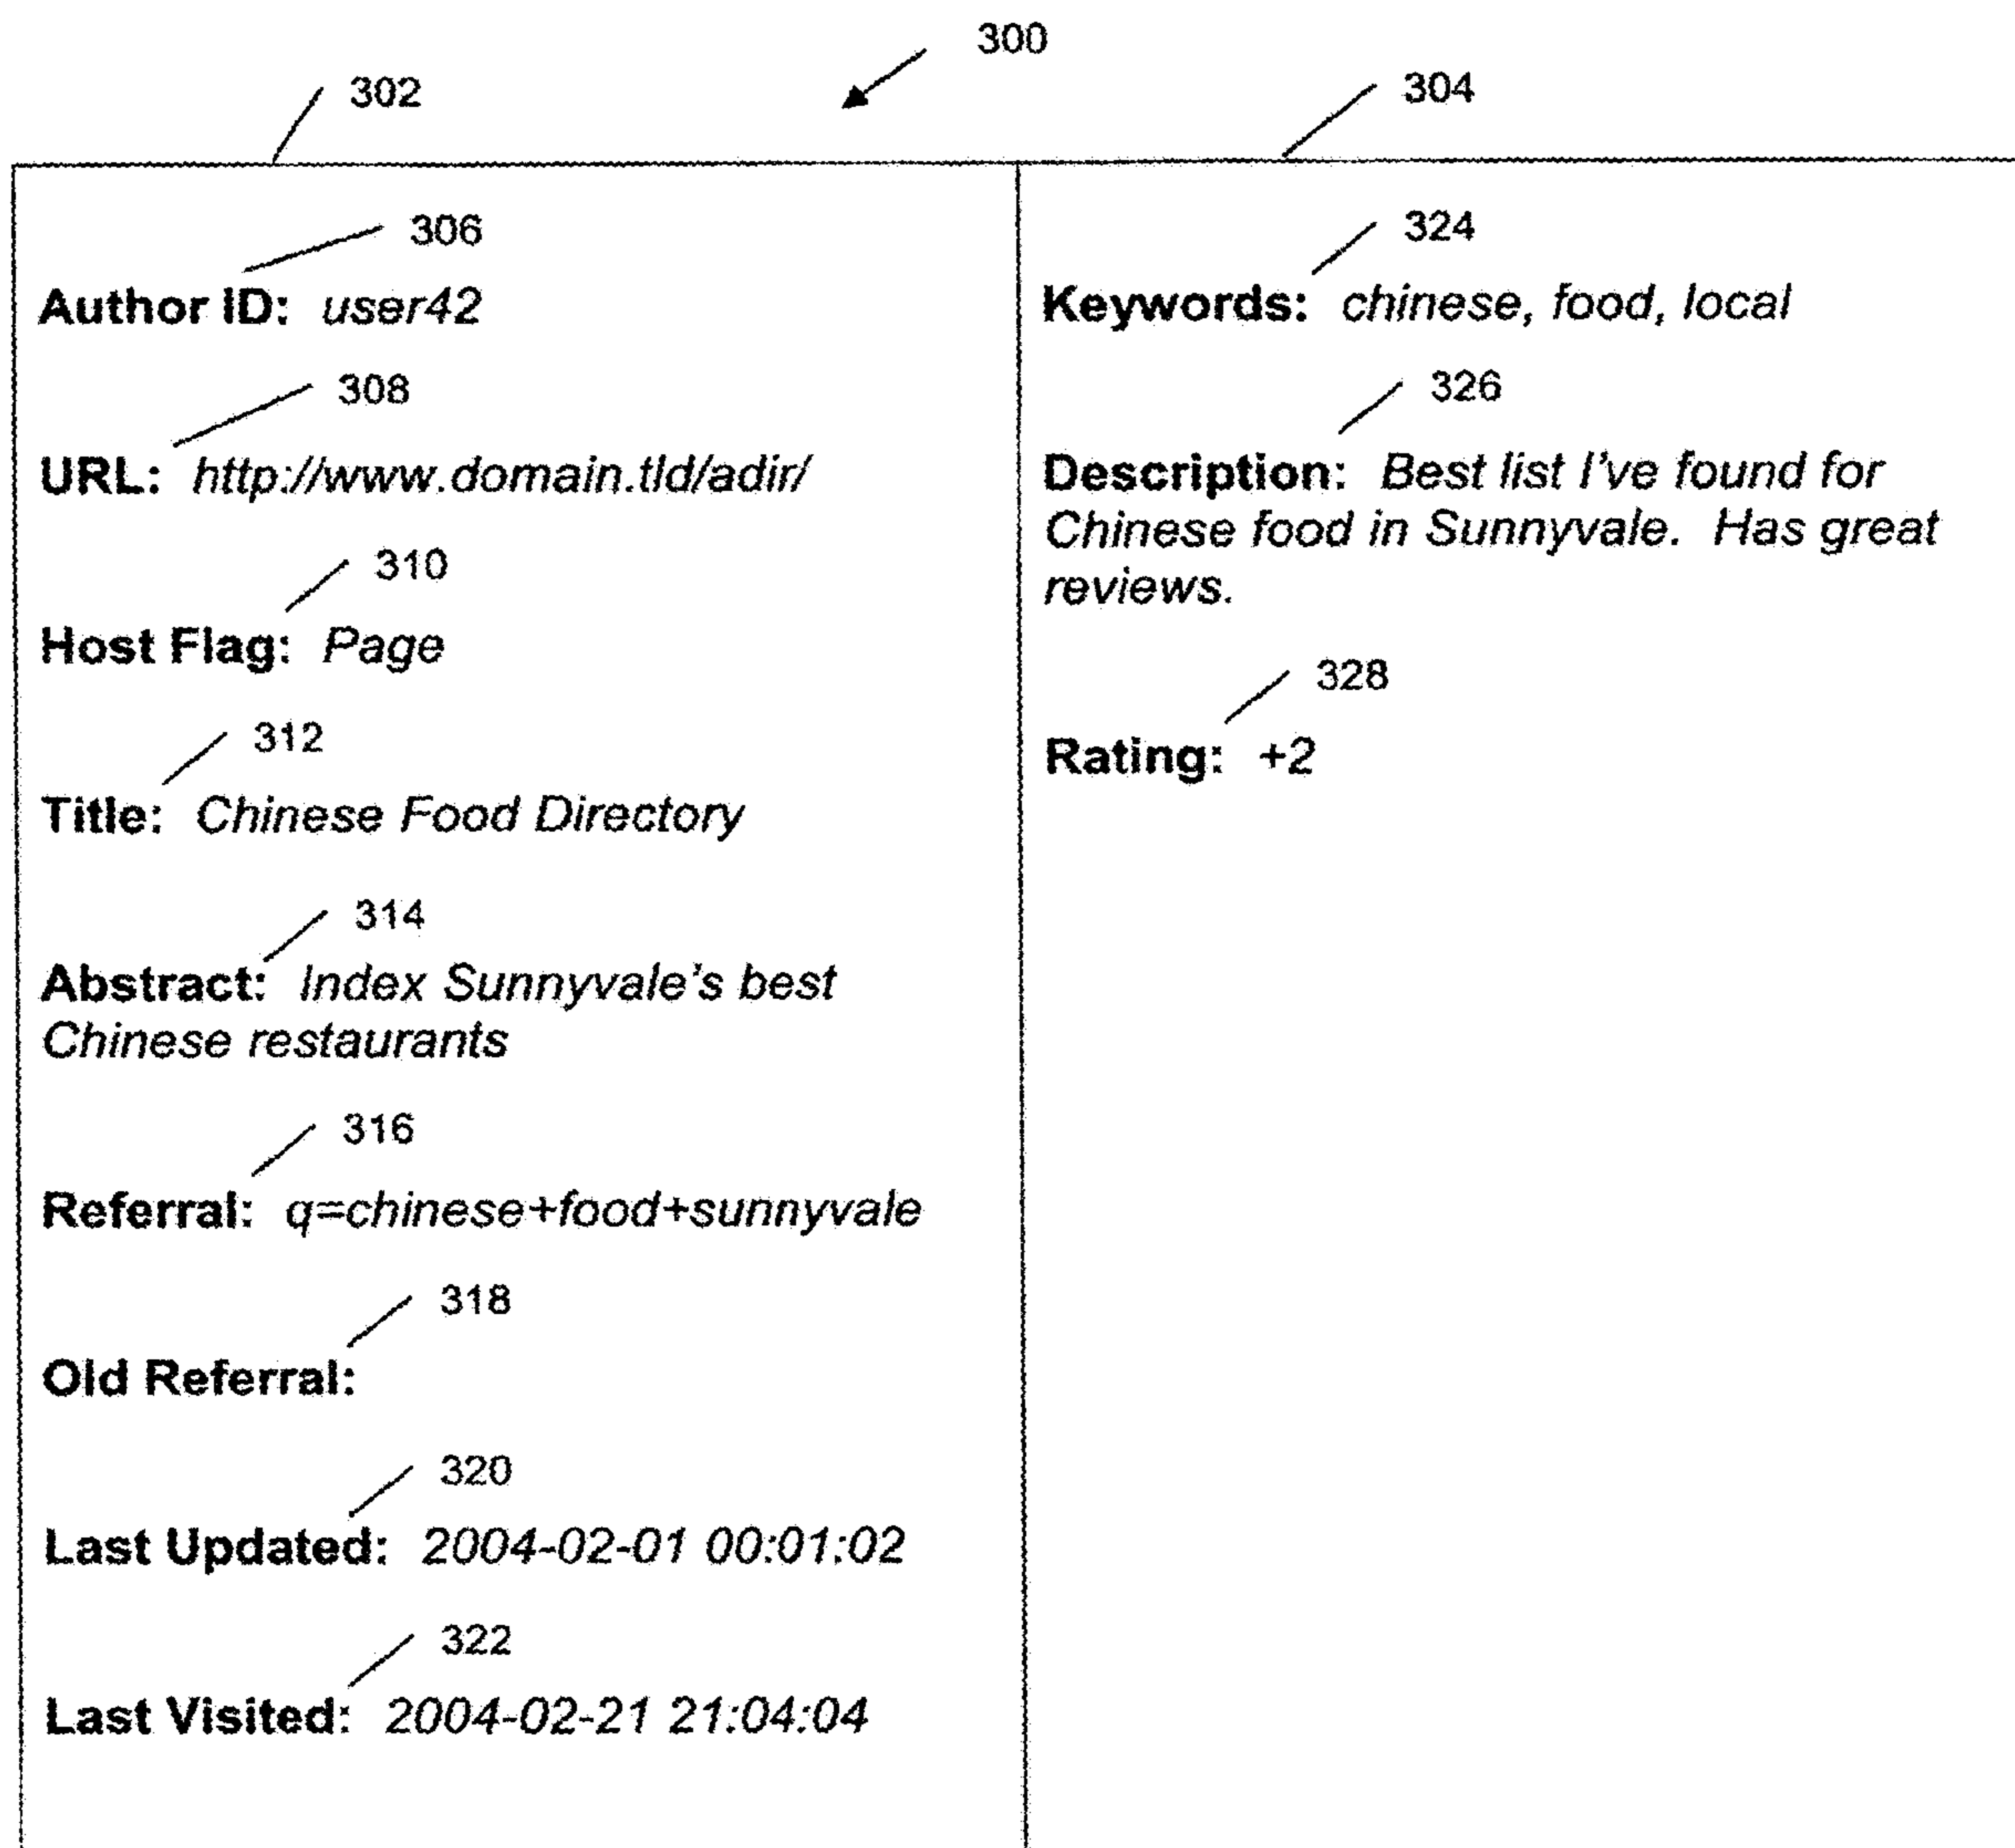 300
302
304
306
Author ID: user42
308
URL: http://www.domain.tld/adir/
310
Host Flag: Page
312
Title: Chinese Food Directory
314
Abstract: Index Sunnyvale's best
Chinese restaurants
316
Referral: q=chinese+food+sunnyvale
318
Old Referral:
320
Last Updated: 2004-02-01 00:01:02
322
Last Visited: 2004-02-21 21:04:04
324
Keywords: chinese, food, local
326
Description: Best list I've found for
Chinese food in Sunnyvale. Has great
reviews.
328
Rating: +2